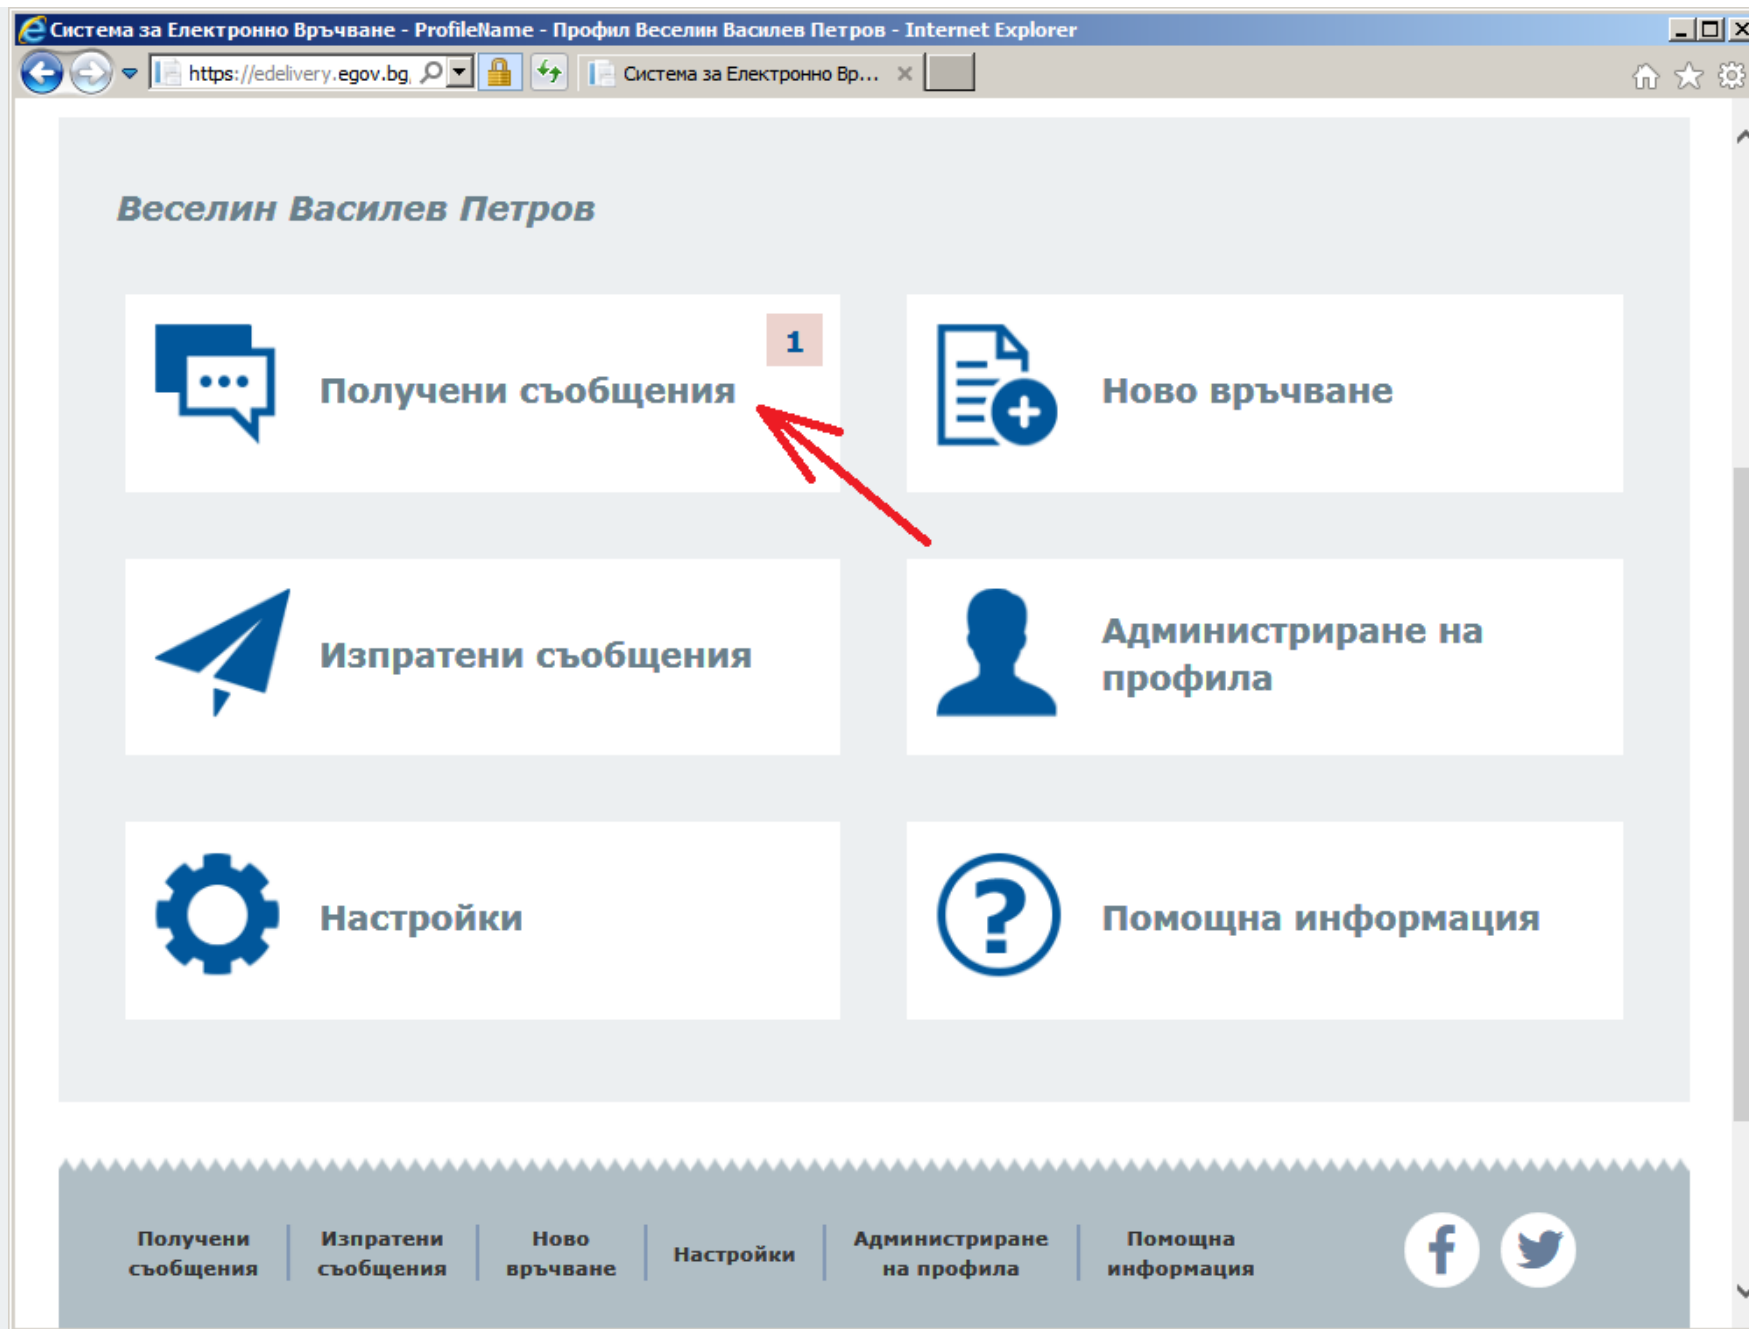 Система за Електронно Връчване - ProfileName - Профил Веселин Василев Петров - Internet Explorer
https://edelivery.egov.bg
Система за Електронно Вр...
Веселин Василев Петров
1
Получени съобщения
Ново връчване
Изпратени съобщения
Администриране на
профила
Настройки
Помощна информация
Получени
съобщения
Изпратени
съобщения
Ново
връчване
Настройки
Администриране
на профила
Помощна
информация